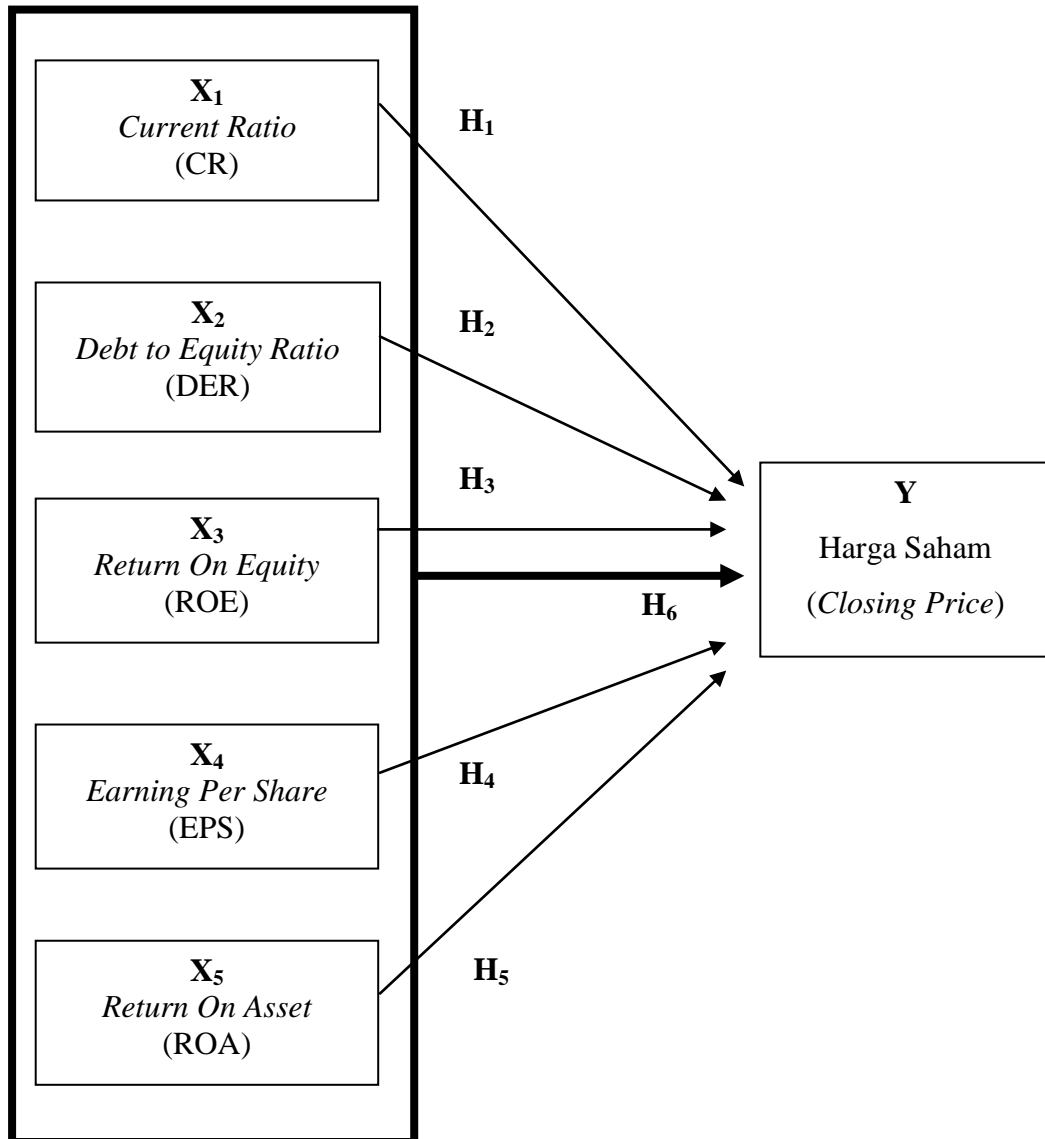 X₁
Current Ratio
(CR)
H₁
X₂
Debt to Equity Ratio
(DER)
H₂
X₃
Return On Equity
(ROE)
H₃
H₆
Y
Harga Saham
(Closing Price)
X₄
Earning Per Share
(EPS)
H₄
X₅
Return On Asset
(ROA)
H₅